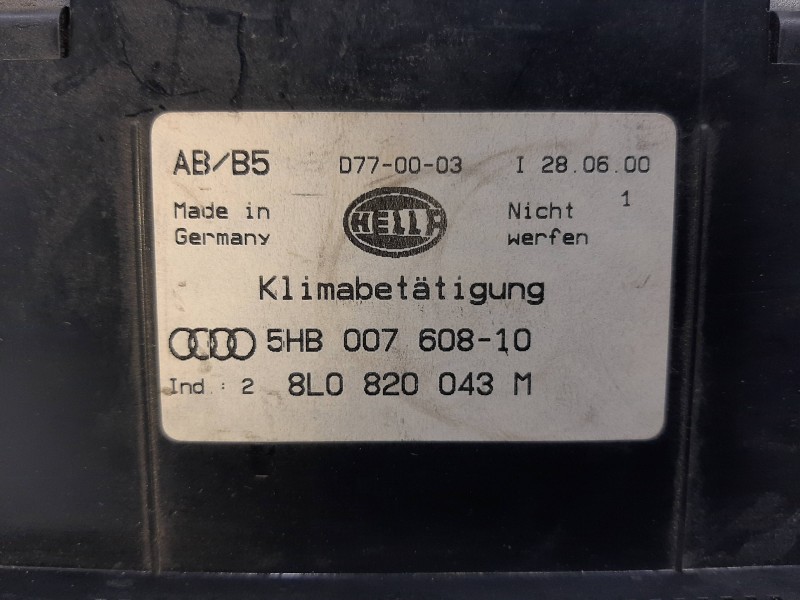 AB/B5 D77-00-03 I 28.06.00
Made in Germany
HELLA
Nicht werfen
1
Klimabetätigung
5HB 007 608-10
Ind.: 2 8L0 820 043 M